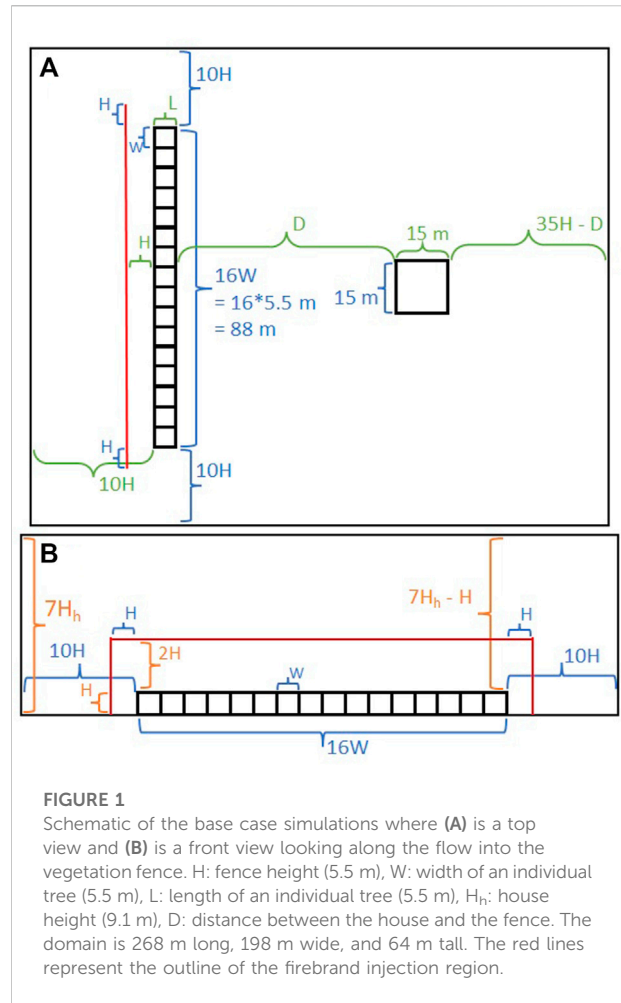 A
10H
H
L
W
H
D
15 m
35H - D
16W
= 16*5.5 m
= 88 m
15 m
H
10H
10H
B
7Hₕ
H
7Hₕ - H
H
10H
2H
W
10H
H
16W
FIGURE 1
Schematic of the base case simulations where (A) is a top
view and (B) is a front view looking along the flow into the
vegetation fence. H: fence height (5.5 m), W: width of an individual
tree (5.5 m), L: length of an individual tree (5.5 m), Hₕ: house
height (9.1 m), D: distance between the house and the fence. The
domain is 268 m long, 198 m wide, and 64 m tall. The red lines
represent the outline of the firebrand injection region.